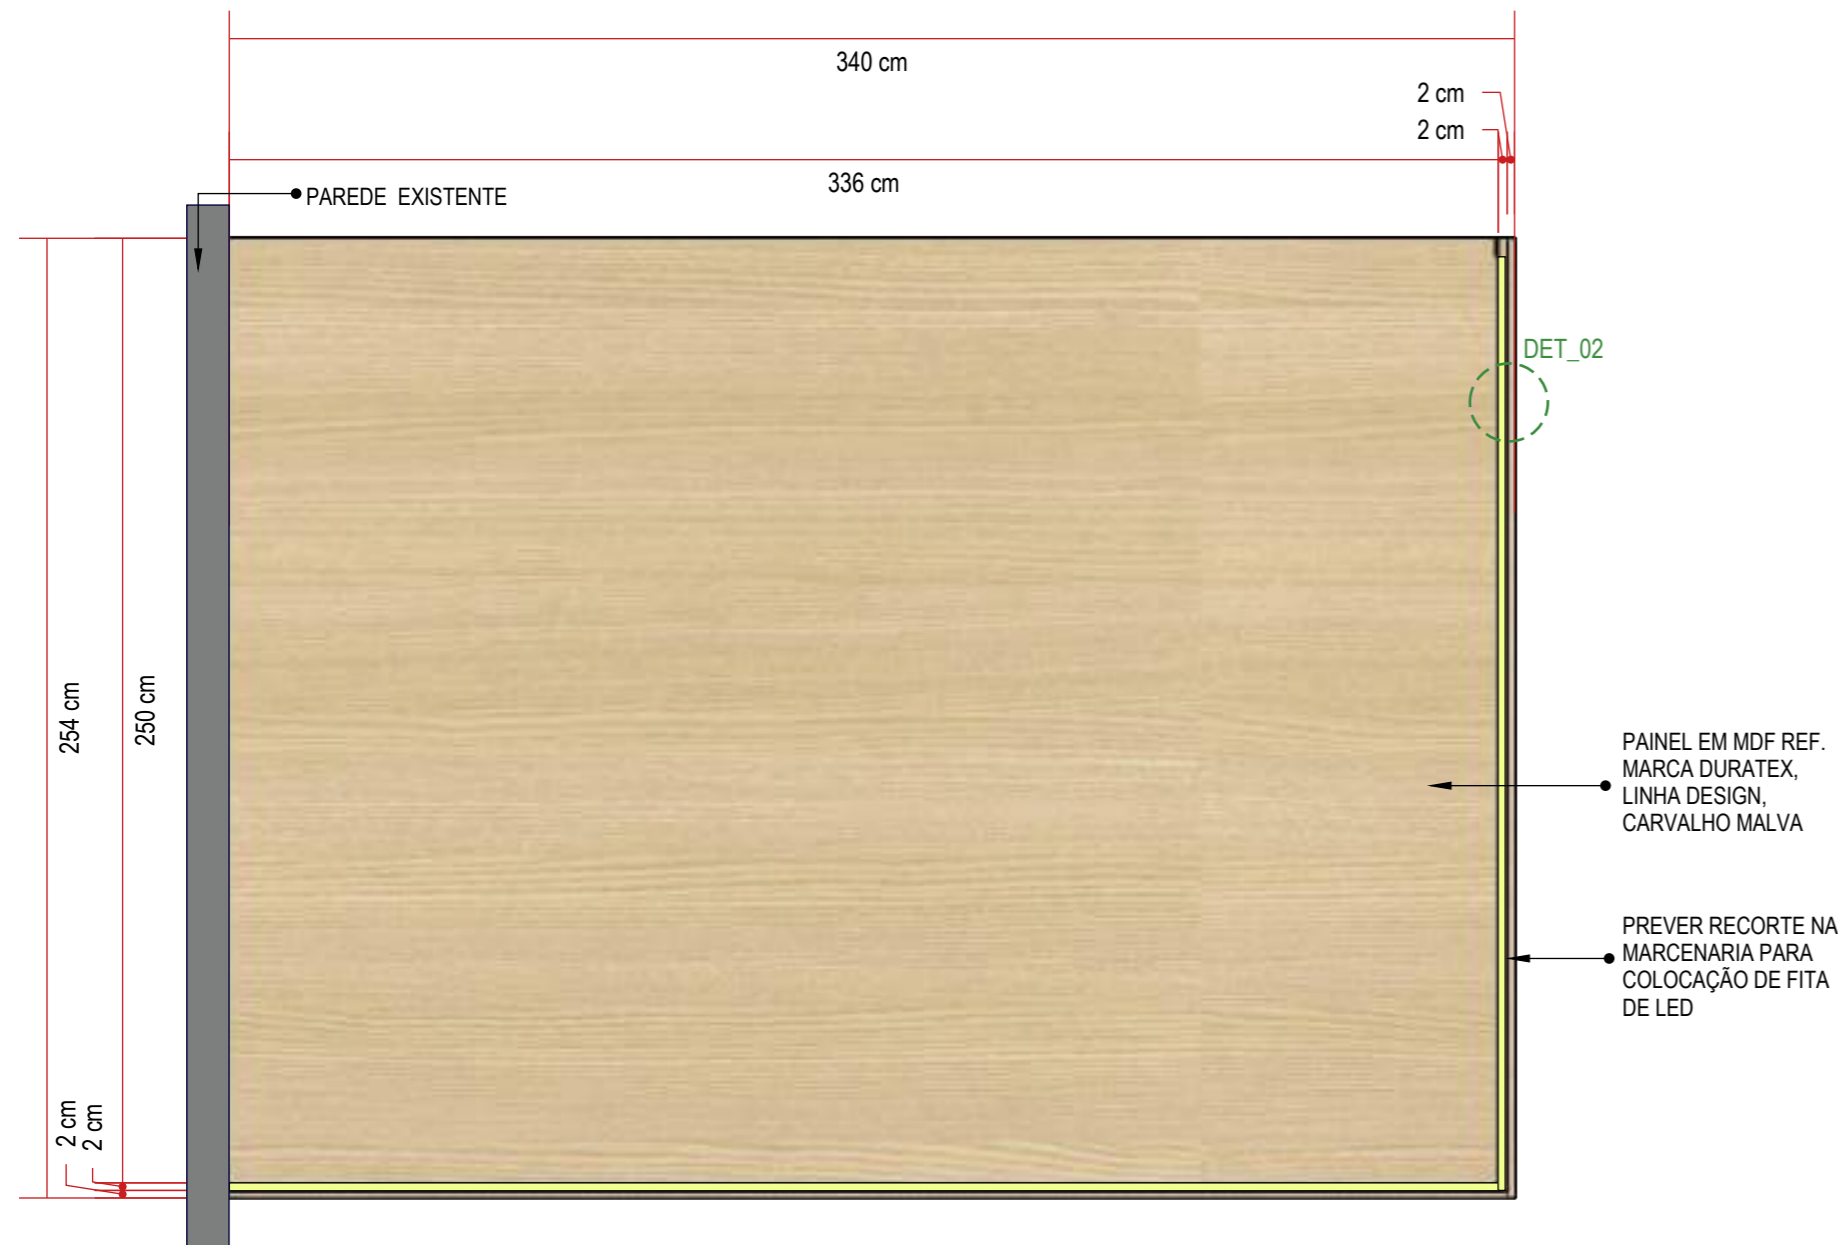 340 cm
2 cm
2 cm
336 cm
PAREDE EXISTENTE
DET_02
254 cm
250 cm
PAINEL EM MDF REF.
MARCA DURATEX,
LINHA DESIGN,
CARVALHO MALVA
PREVER RECORTE NA
MARCENARIA PARA
COLOCAÇÃO DE FITA
DE LED
2 cm
2 cm